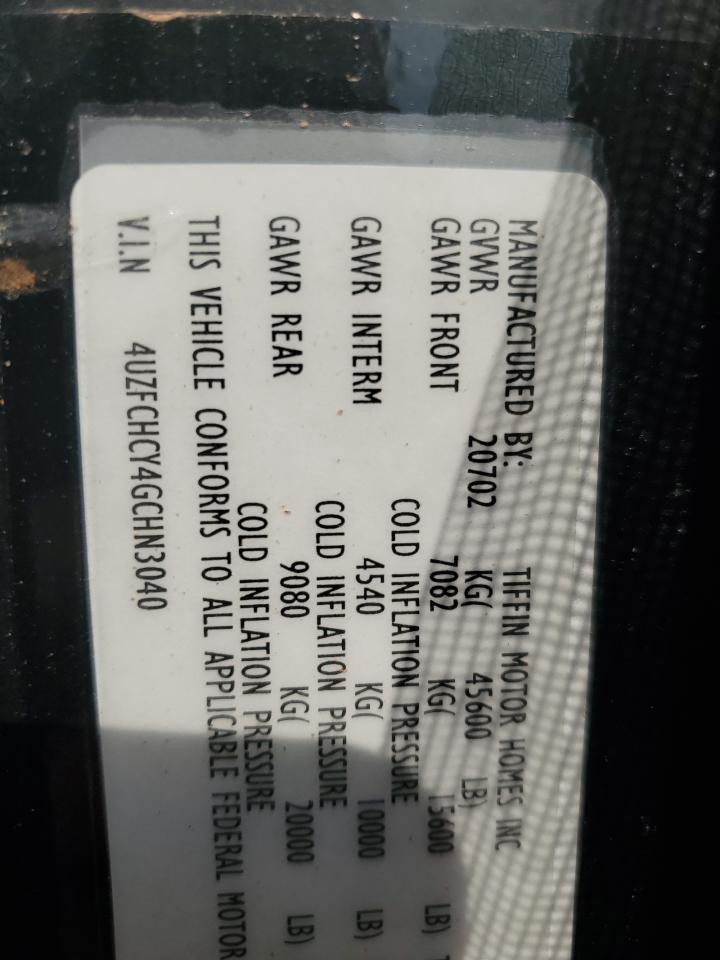 MANUFACTURED BY: TIFFIN MOTOR HOMES INC
GVWR 20702 KG( 45600 LB)
GAWR FRONT 7082 KG( 15600 LB)
COLD INFLATION PRESSURE
GAWR INTERM 4540 KG( 10000 LB)
COLD INFLATION PRESSURE
GAWR REAR 9080 KG( 20000 LB)
COLD INFLATION PRESSURE
THIS VEHICLE CONFORMS TO ALL APPLICABLE FEDERAL MOTOR
V.I.N 4UZFCHCY4GCHN3040